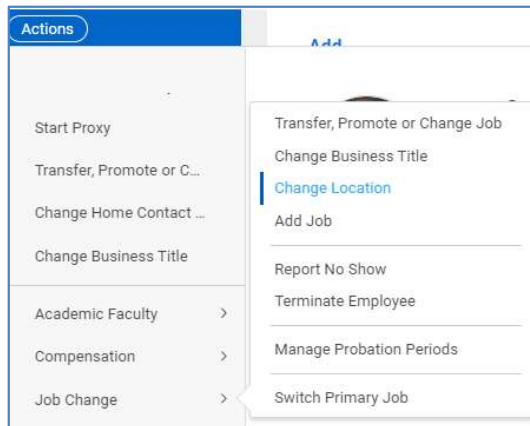 Actions
Add
Start Proxy
Transfer, Promote or C...
Change Home Contact ...
Change Business Title
Academic Faculty
Compensation
Job Change
Transfer, Promote or Change Job
Change Business Title
Change Location
Add Job
Report No Show
Terminate Employee
Manage Probation Periods
Switch Primary Job